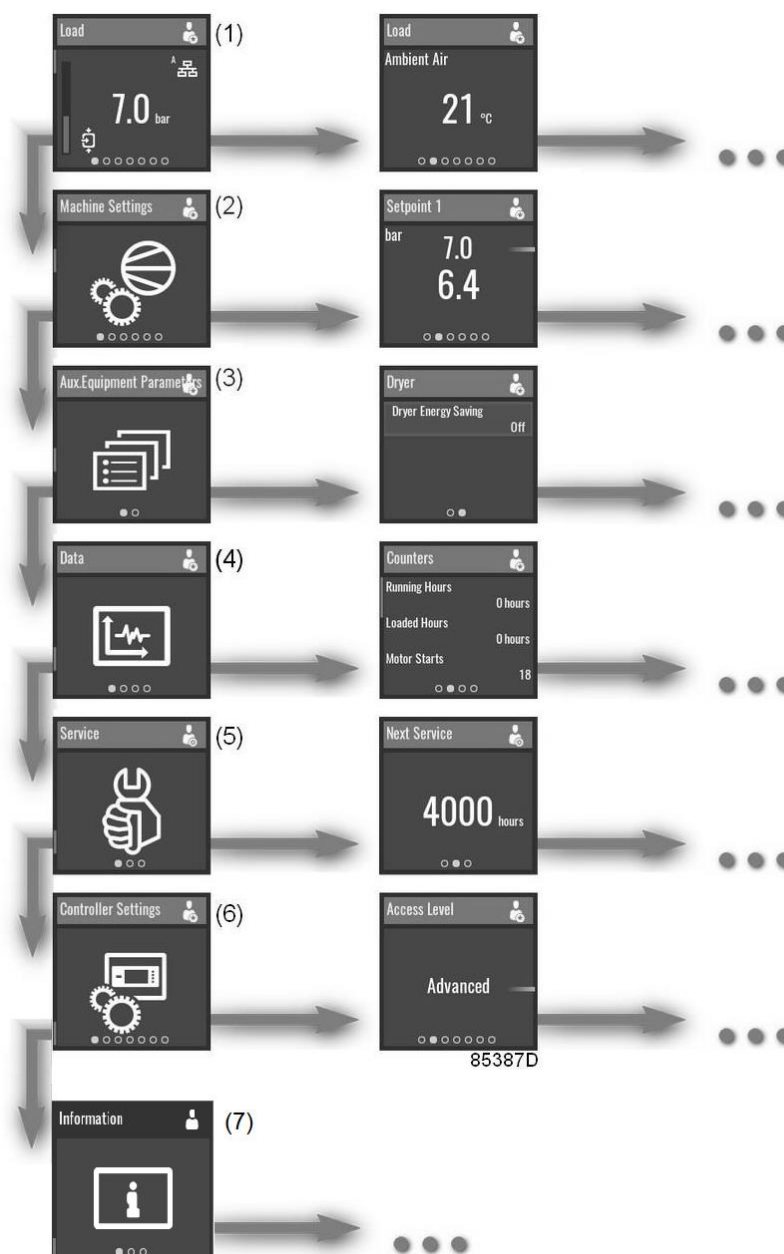 Load
(1)
A
7.0 bar
Load
Ambient Air
21 °C
Machine Settings
(2)
Setpoint 1
bar
7.0
6.4
Aux.Equipment Parameters
(3)
Dryer
Dryer Energy Saving
Off
Data
(4)
Counters
Running Hours
0 hours
Loaded Hours
0 hours
Motor Starts
18
Service
(5)
Next Service
4000 hours
Controller Settings
(6)
Access Level
Advanced
85387D
Information
(7)
i